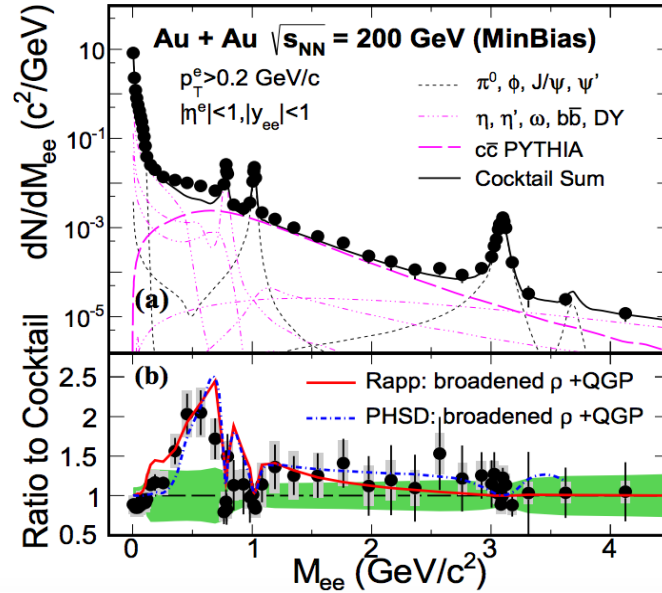 Au + Au √s_NN = 200 GeV (MinBias)
p_T^e>0.2 GeV/c
|η^e|<1,|y_ee|<1
π⁰, ϕ, J/ψ, ψ'
η, η', ω, bb̅, DY
cc̅ PYTHIA
Cocktail Sum
dN/dM_ee (c²/GeV)
10
10⁻¹
10⁻³
10⁻⁵
(a)
(b)
Rapp: broadened ρ +QGP
PHSD: broadened ρ +QGP
Ratio to Cocktail
2.5
2
1.5
1
0.5
0 1 2 3 4
M_ee (GeV/c²)